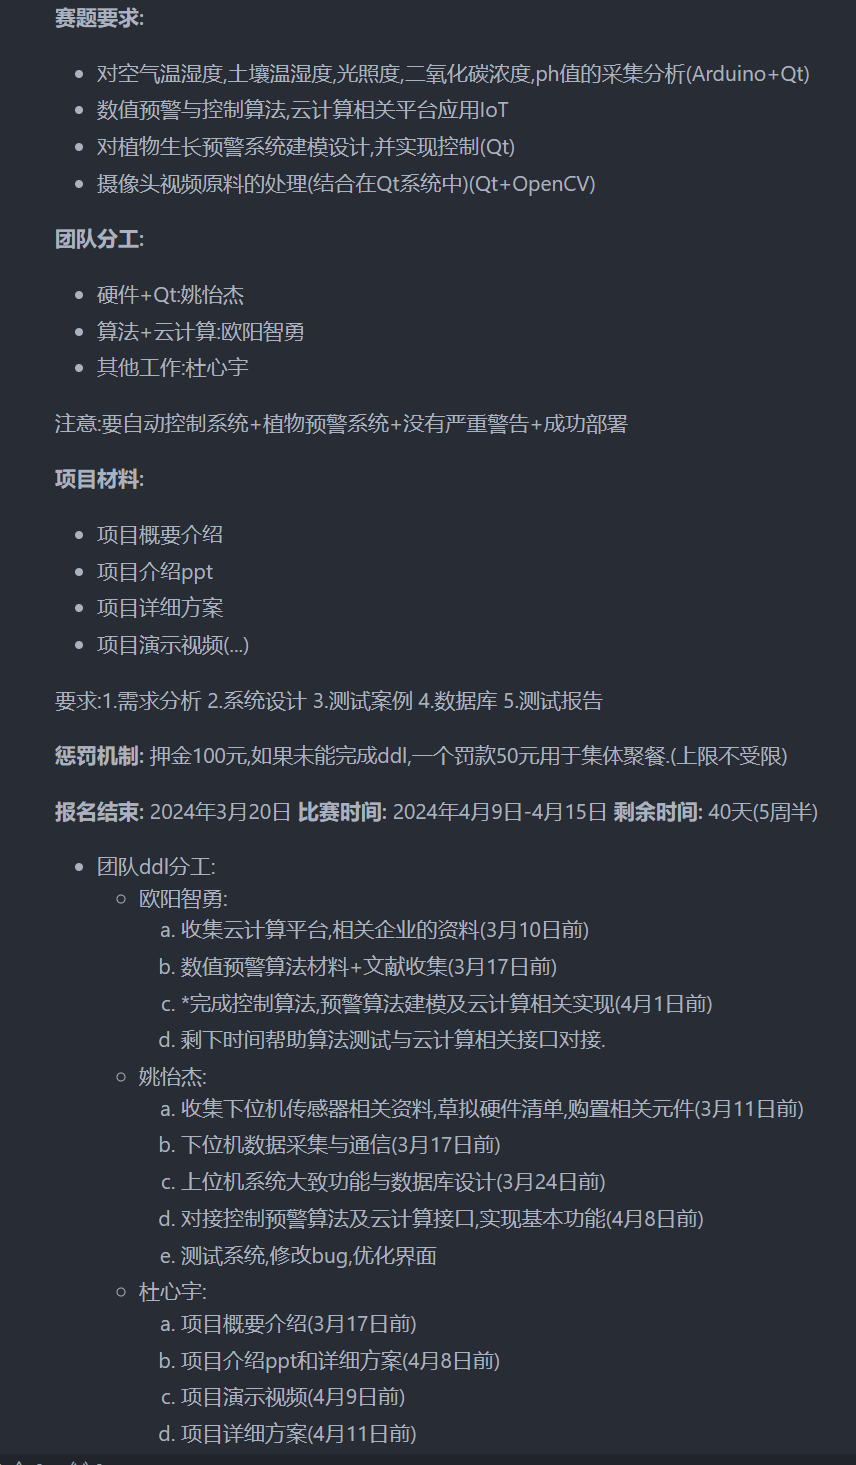 赛题要求:
对空气温湿度,土壤温湿度,光照度,二氧化碳浓度,ph值的采集分析(Arduino+Qt)
数值预警与控制算法,云计算相关平台应用IoT
对植物生长预警系统建模设计,并实现控制(Qt)
摄像头视频原料的处理(结合在Qt系统中)(Qt+OpenCV)
团队分工:
硬件+Qt:姚怡杰
算法+云计算:欧阳智勇
其他工作:杜心宇
注意:要自动控制系统+植物预警系统+没有严重警告+成功部署
项目材料:
项目概要介绍
项目介绍ppt
项目详细方案
项目演示视频(...)
要求:1.需求分析 2.系统设计 3.测试案例 4.数据库 5.测试报告
惩罚机制: 押金100元,如果未能完成ddl,一个罚款50元用于集体聚餐.(上限不受限)
报名结束: 2024年3月20日 比赛时间: 2024年4月9日-4月15日 剩余时间: 40天(5周半)
团队ddl分工:
欧阳智勇:
a. 收集云计算平台,相关企业的资料(3月10日前)
b. 数值预警算法材料+文献收集(3月17日前)
c. *完成控制算法,预警算法建模及云计算相关实现(4月1日前)
d. 剩下时间帮助算法测试与云计算相关接口对接.
姚怡杰:
a. 收集下位机传感器相关资料,草拟硬件清单,购置相关元件(3月11日前)
b. 下位机数据采集与通信(3月17日前)
c. 上位机系统大致功能与数据库设计(3月24日前)
d. 对接控制预警算法及云计算接口,实现基本功能(4月8日前)
e. 测试系统,修改bug,优化界面
杜心宇:
a. 项目概要介绍(3月17日前)
b. 项目介绍ppt和详细方案(4月8日前)
c. 项目演示视频(4月9日前)
d. 项目详细方案(4月11日前)